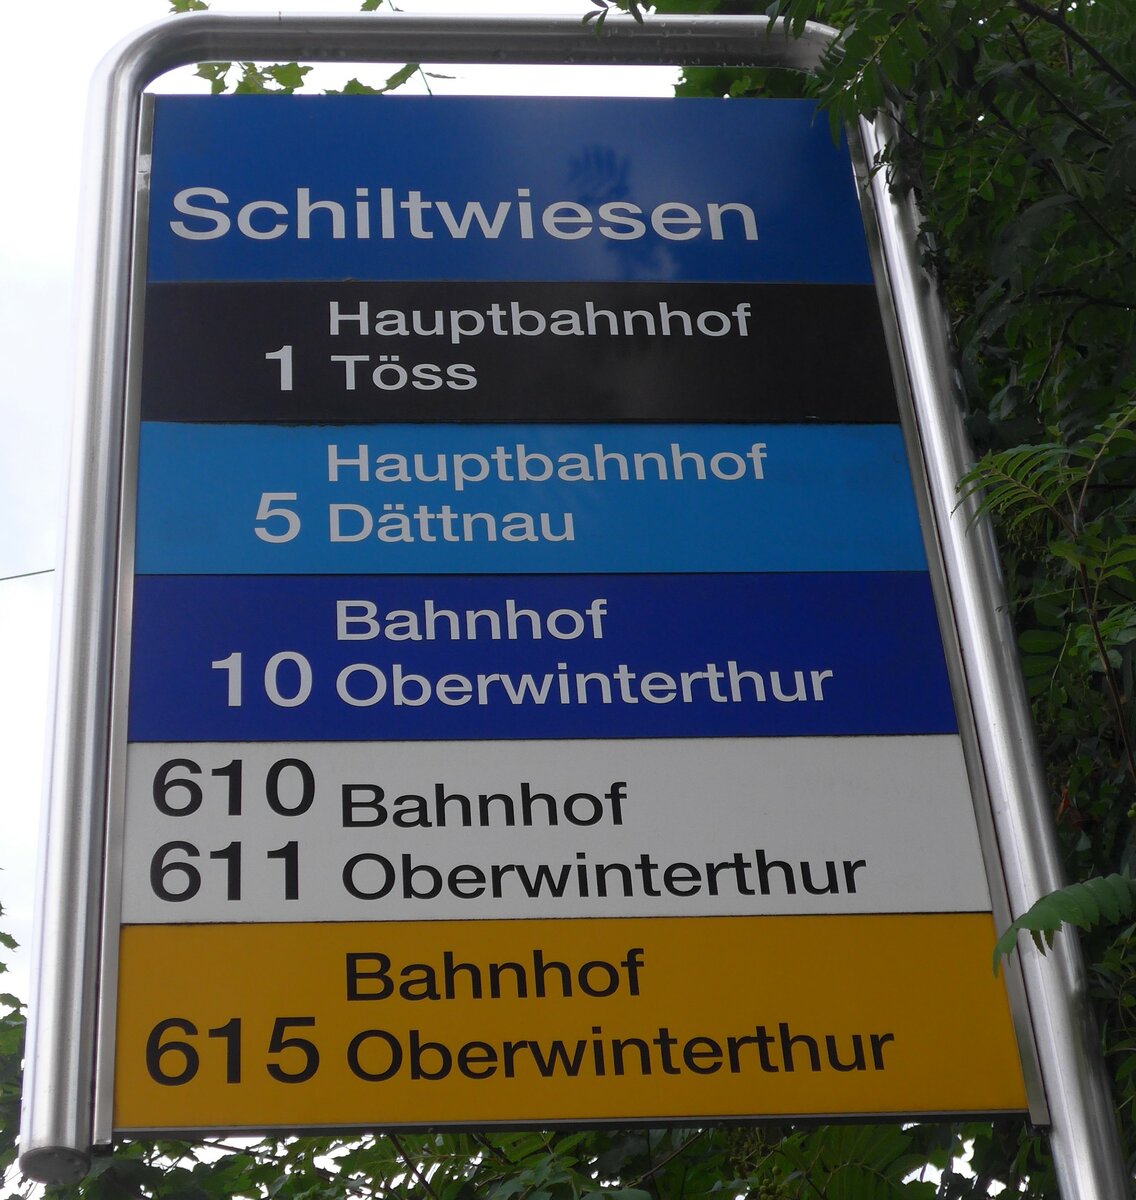 Schiltwiesen
Hauptbahnhof
1 Töss
Hauptbahnhof
5 Dättnau
Bahnhof
10 Oberwinterthur
610 Bahnhof
611 Oberwinterthur
Bahnhof
615 Oberwinterthur